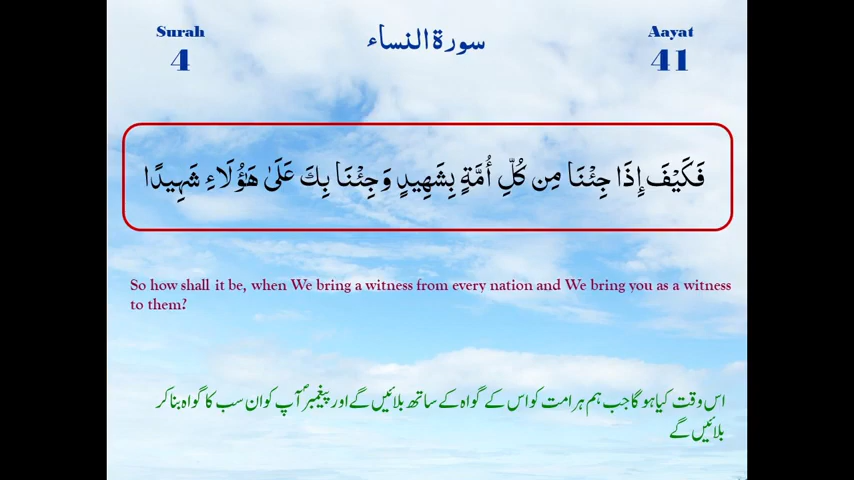 Surah
4
سورة النساء
Aayat
41
فَكَيْفَ إِذَا جِئْنَا مِن كُلِّ أُمَّةٍ بِشَهِيدٍ وَجِئْنَا بِكَ عَلَىٰ هَٰؤُلَاءِ شَهِيدًا
So how shall it be, when We bring a witness from every nation and We bring you as a witness
to them?
اس وقت کیا ہو گا جب ہم ہر امت کو اس کے گواہ کے ساتھ بلائیں گے اور پیغمبرؐ آپ کو ان سب کا گواہ بنا کر
بلائیں گے